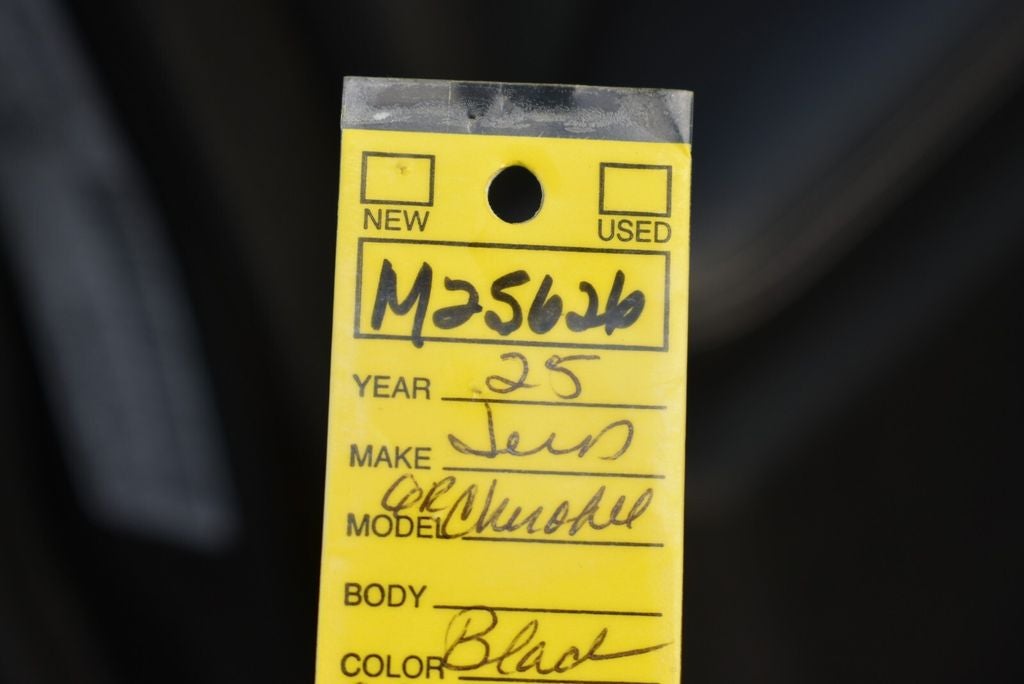 NEW USED
M25626
YEAR 25
MAKE Jeep
MODEL GR Cherokee
BODY
COLOR Black